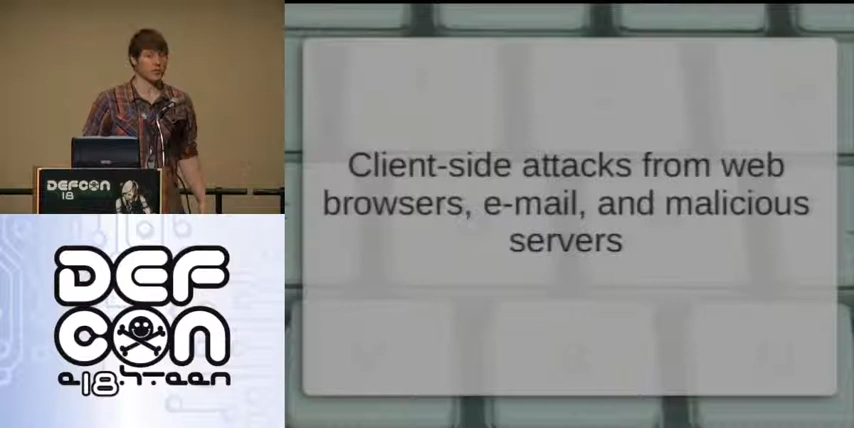 DEFCON
18
DEF
CON
e18hteen
Client-side attacks from web
browsers, e-mail, and malicious
servers